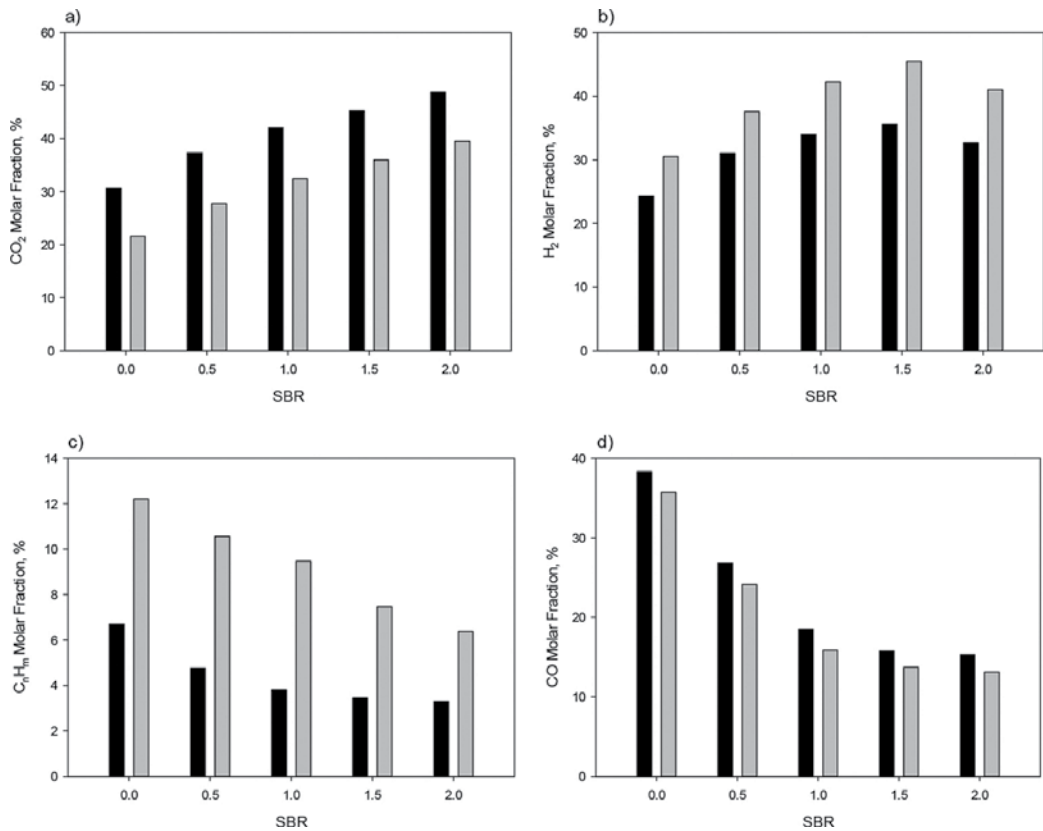 a)
60
50
40
30
20
10
0
CO₂ Molar Fraction, %
0.0 0.5 1.0 1.5 2.0
SBR
b)
50
40
30
20
10
0
H₂ Molar Fraction, %
0.0 0.5 1.0 1.5 2.0
SBR
c)
14
12
10
8
6
4
2
0
CₙHₘ Molar Fraction, %
0.0 0.5 1.0 1.5 2.0
SBR
d)
40
30
20
10
0
CO Molar Fraction, %
0.0 0.5 1.0 1.5 2.0
SBR